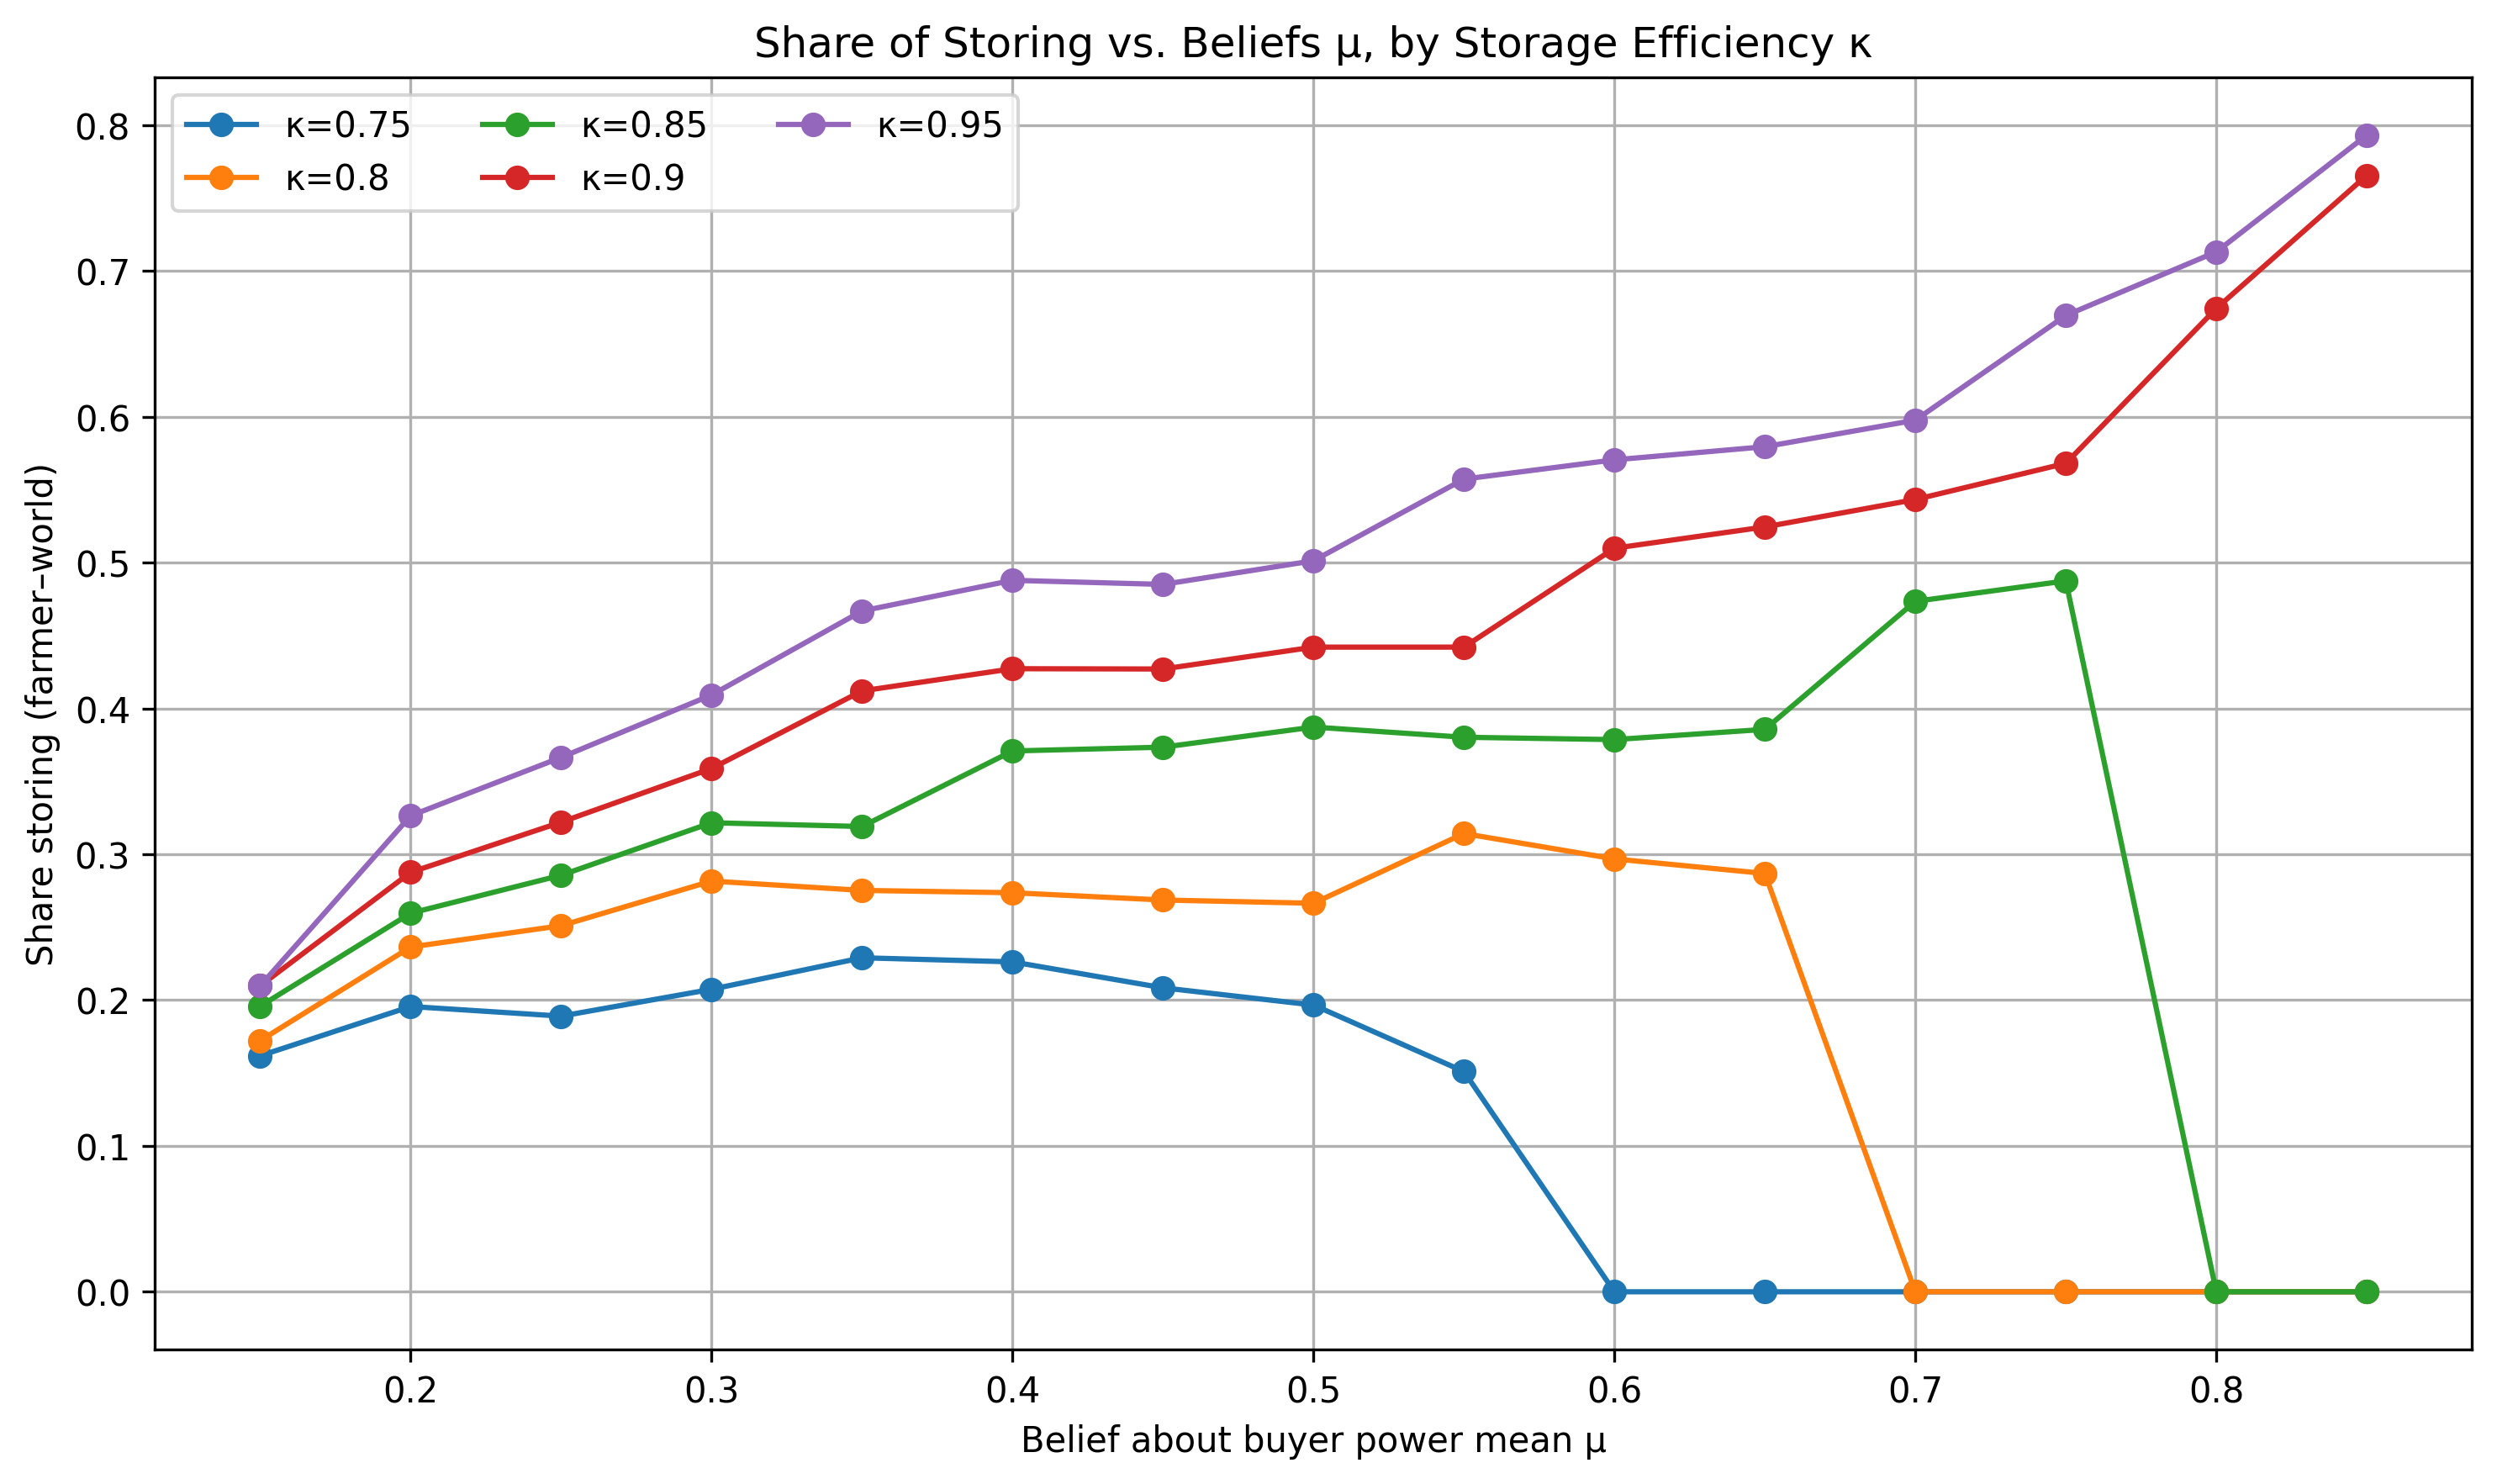 Share of Storing vs. Beliefs μ, by Storage Efficiency κ
κ=0.75 κ=0.85 κ=0.95
κ=0.8 κ=0.9
Share storing (farmer–world)
0.8
0.7
0.6
0.5
0.4
0.3
0.2
0.1
0.0
0.2 0.3 0.4 0.5 0.6 0.7 0.8
Belief about buyer power mean μ